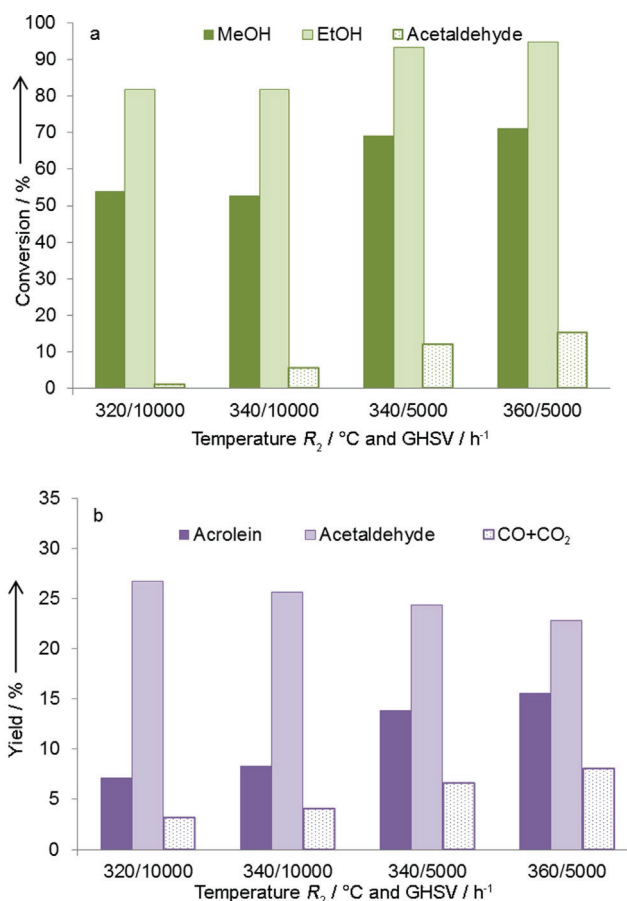 a
MeOH EtOH Acetaldehyde
100
90
80
70
60
50
40
30
20
10
0
Conversion / %
320/10000 340/10000 340/5000 360/5000
Temperature R₂ / °C and GHSV / h⁻¹
b
Acrolein Acetaldehyde CO+CO₂
35
30
25
20
15
10
5
0
Yield / %
320/10000 340/10000 340/5000 360/5000
Temperature R₂ / °C and GHSV / h⁻¹